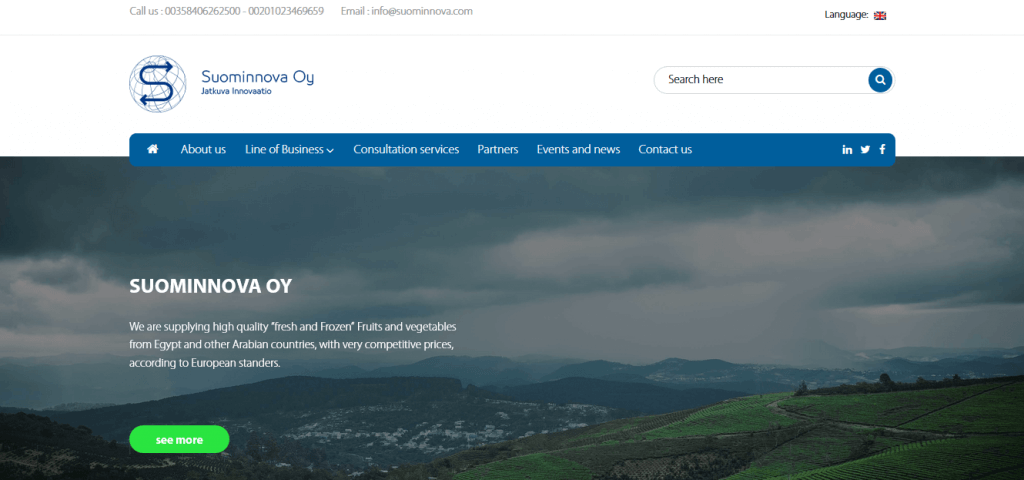 Call us : 00358406262500 - 00201023469659 Email : info@suominnova.com
Language:
Suominnova Oy
Jatkuva Innovaatio
Search here
About us Line of Business Consultation services Partners Events and news Contact us
SUOMINNOVA OY
We are supplying high quality “fresh and Frozen” Fruits and vegetables
from Egypt and other Arabian countries, with very competitive prices,
according to European standers.
see more